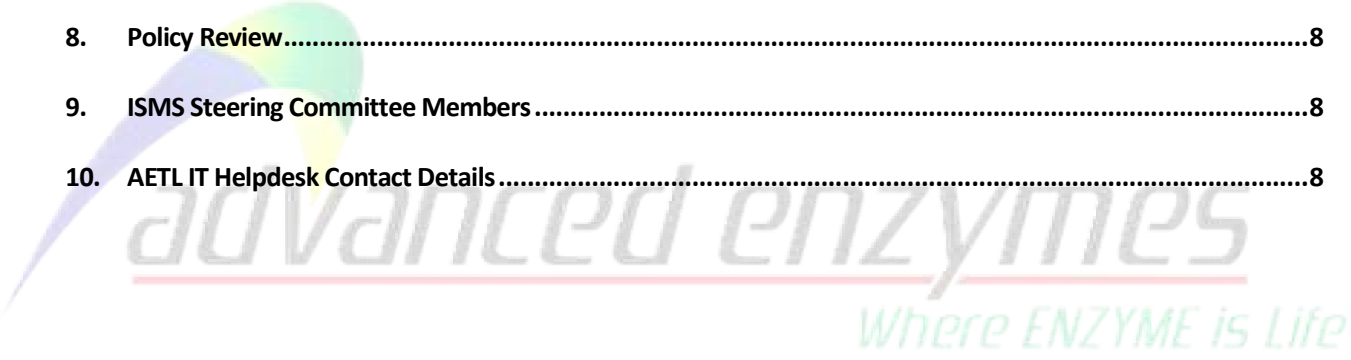 8. Policy Review........................................................................................................................................8
9. ISMS Steering Committee Members.....................................................................................................8
10. AETL IT Helpdesk Contact Details..........................................................................................................8
advanced enzymes
Where ENZYME is Life